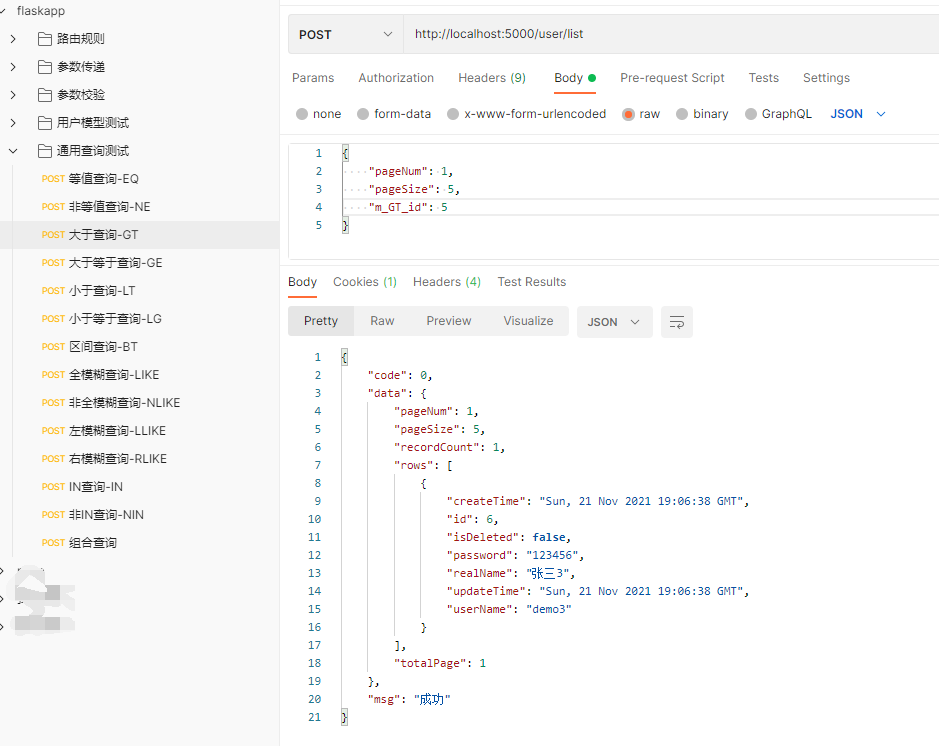 flaskapp
路由规则
参数传递
参数校验
用户模型测试
通用查询测试
POST 等值查询-EQ
POST 非等值查询-NE
POST 大于查询-GT
POST 大于等于查询-GE
POST 小于查询-LT
POST 小于等于查询-LG
POST 区间查询-BT
POST 全模糊查询-LIKE
POST 非全模糊查询-NLIKE
POST 左模糊查询-LLIKE
POST 右模糊查询-RLIKE
POST IN查询-IN
POST 非IN查询-NIN
POST 组合查询
POST http://localhost:5000/user/list
Params Authorization Headers (9) Body Pre-request Script Tests Settings
none form-data x-www-form-urlencoded raw binary GraphQL JSON
1 {
2 "pageNum": 1,
3 "pageSize": 5,
4 "m_GT_id": 5
5 }
Body Cookies (1) Headers (4) Test Results
Pretty Raw Preview Visualize JSON
1 {
2 "code": 0,
3 "data": {
4 "pageNum": 1,
5 "pageSize": 5,
6 "recordCount": 1,
7 "rows": [
8 {
9 "createTime": "Sun, 21 Nov 2021 19:06:38 GMT",
10 "id": 6,
11 "isDeleted": false,
12 "password": "123456",
13 "realName": "张三3",
14 "updateTime": "Sun, 21 Nov 2021 19:06:38 GMT",
15 "userName": "demo3"
16 }
17 ],
18 "totalPage": 1
19 },
20 "msg": "成功"
21 }